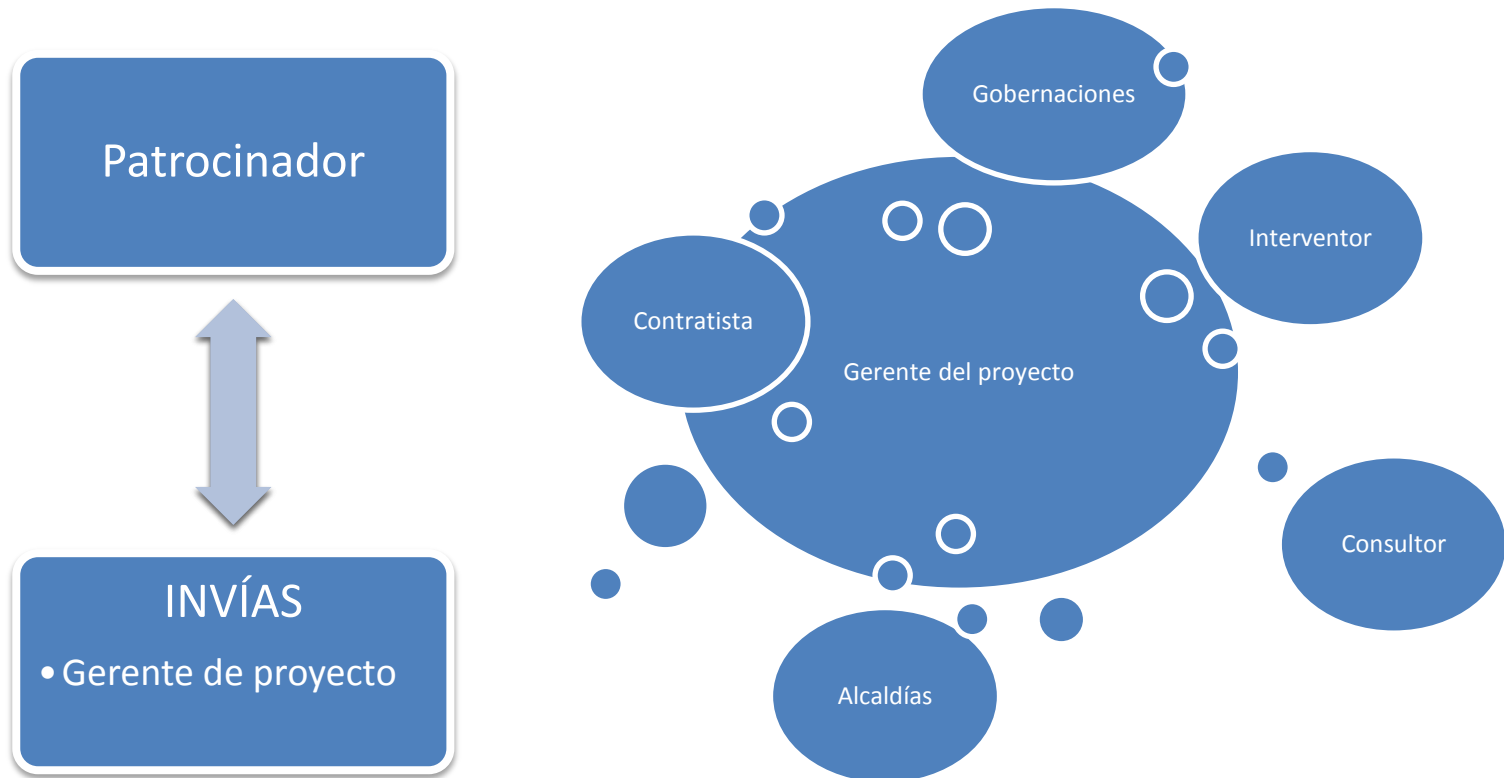 Patrocinador
INVÍAS
• Gerente de proyecto
Gobernaciones
Interventor
Contratista
Gerente del proyecto
Consultor
Alcaldías